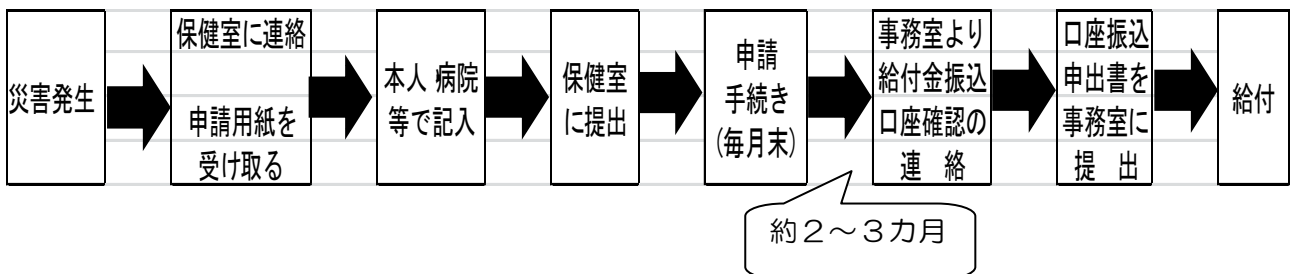 災害発生
保健室に連絡
申請用紙を
受け取る
本人 病院
等で記入
保健室
に提出
申請
手続き
(毎月末)
事務室より
給付金振込
口座確認の
連　絡
口座振込
申出書を
事務室に
提　出
給付
約２～３カ月